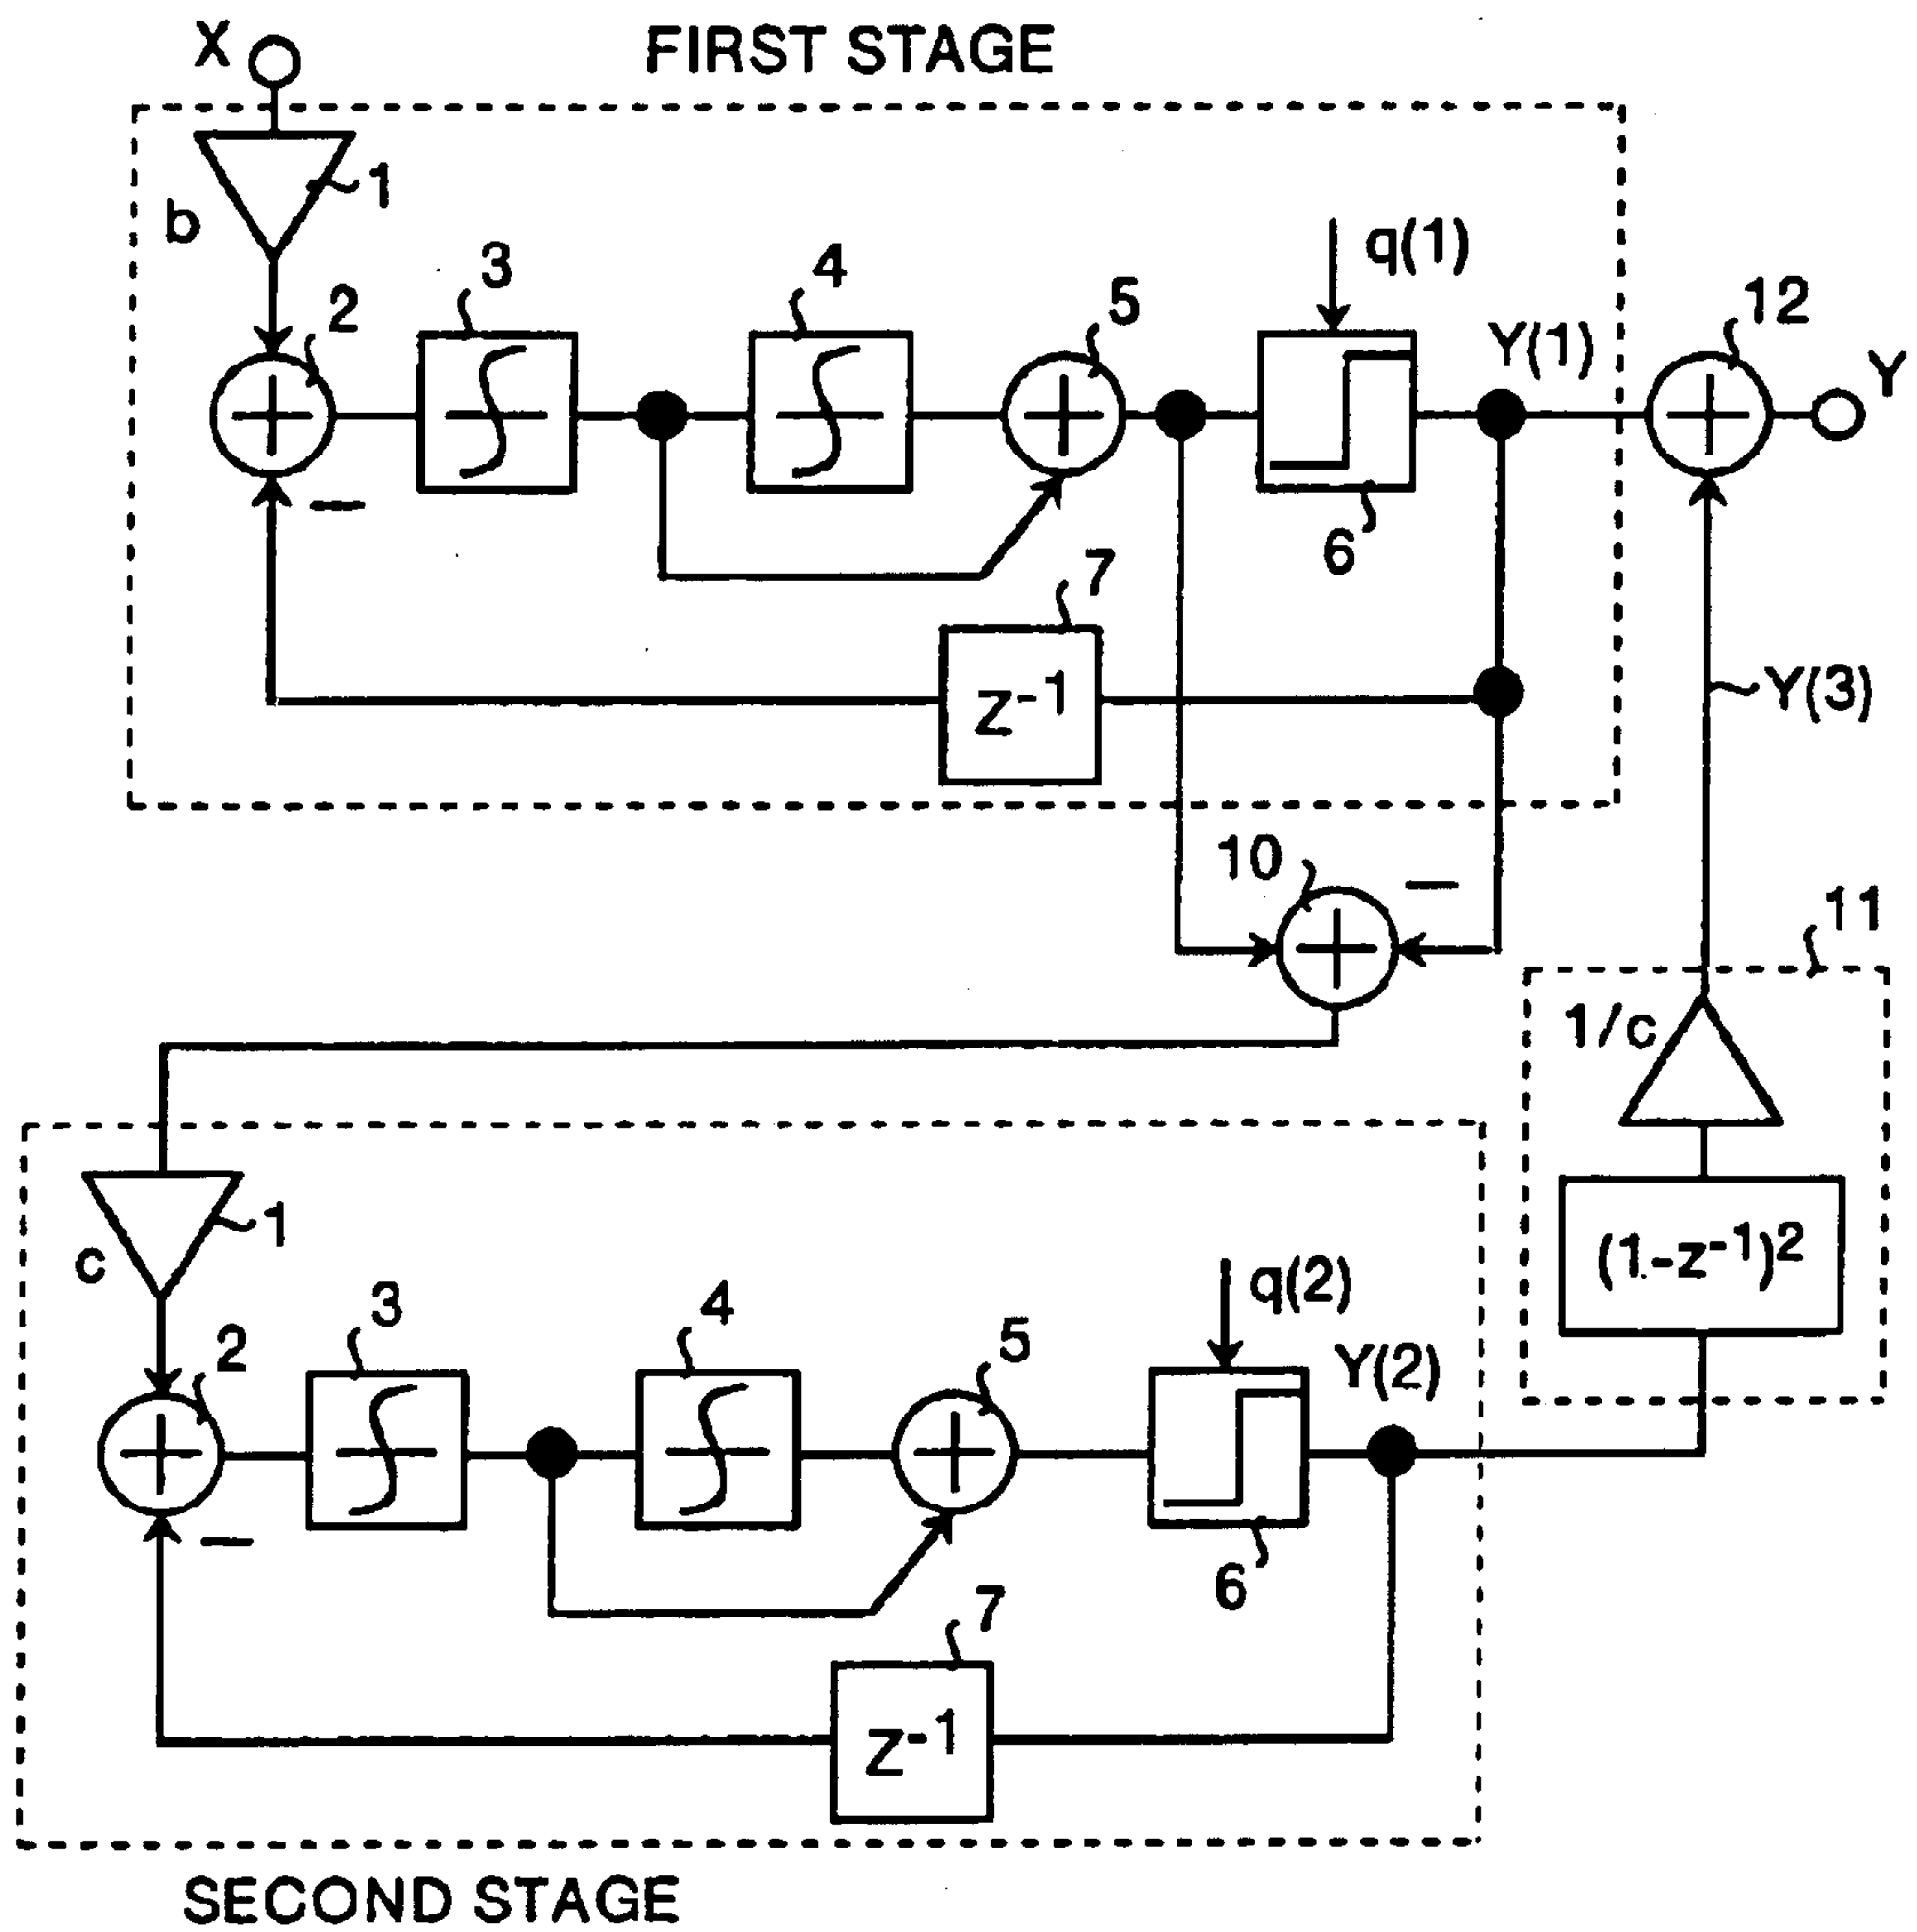 X
FIRST STAGE
1
b
q(1)
3
4
2
5
12
Y(1)
Y
6
7
z-1
Y(3)
10
11
1/c
1
c
(1-z-1)2
q(2)
3
4
2
5
Y(2)
6
7
z-1
SECOND STAGE